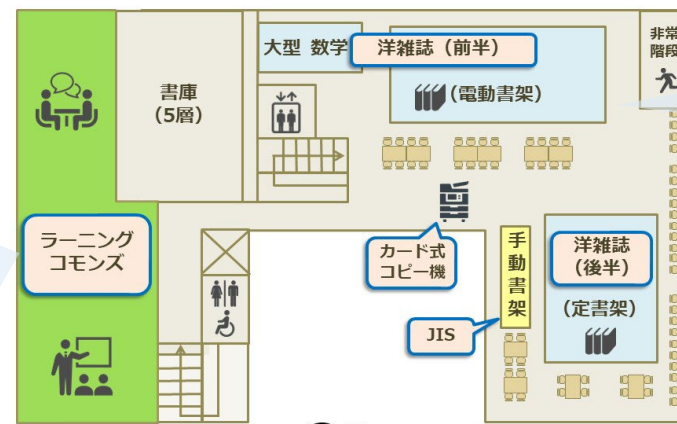 大型 数学
洋雑誌（前半）
非常
階段
書庫
(5層)
(電動書架)
ラーニング
コモンズ
カード式
コピー機
手動書架
洋雑誌
(後半)
(定書架)
JIS